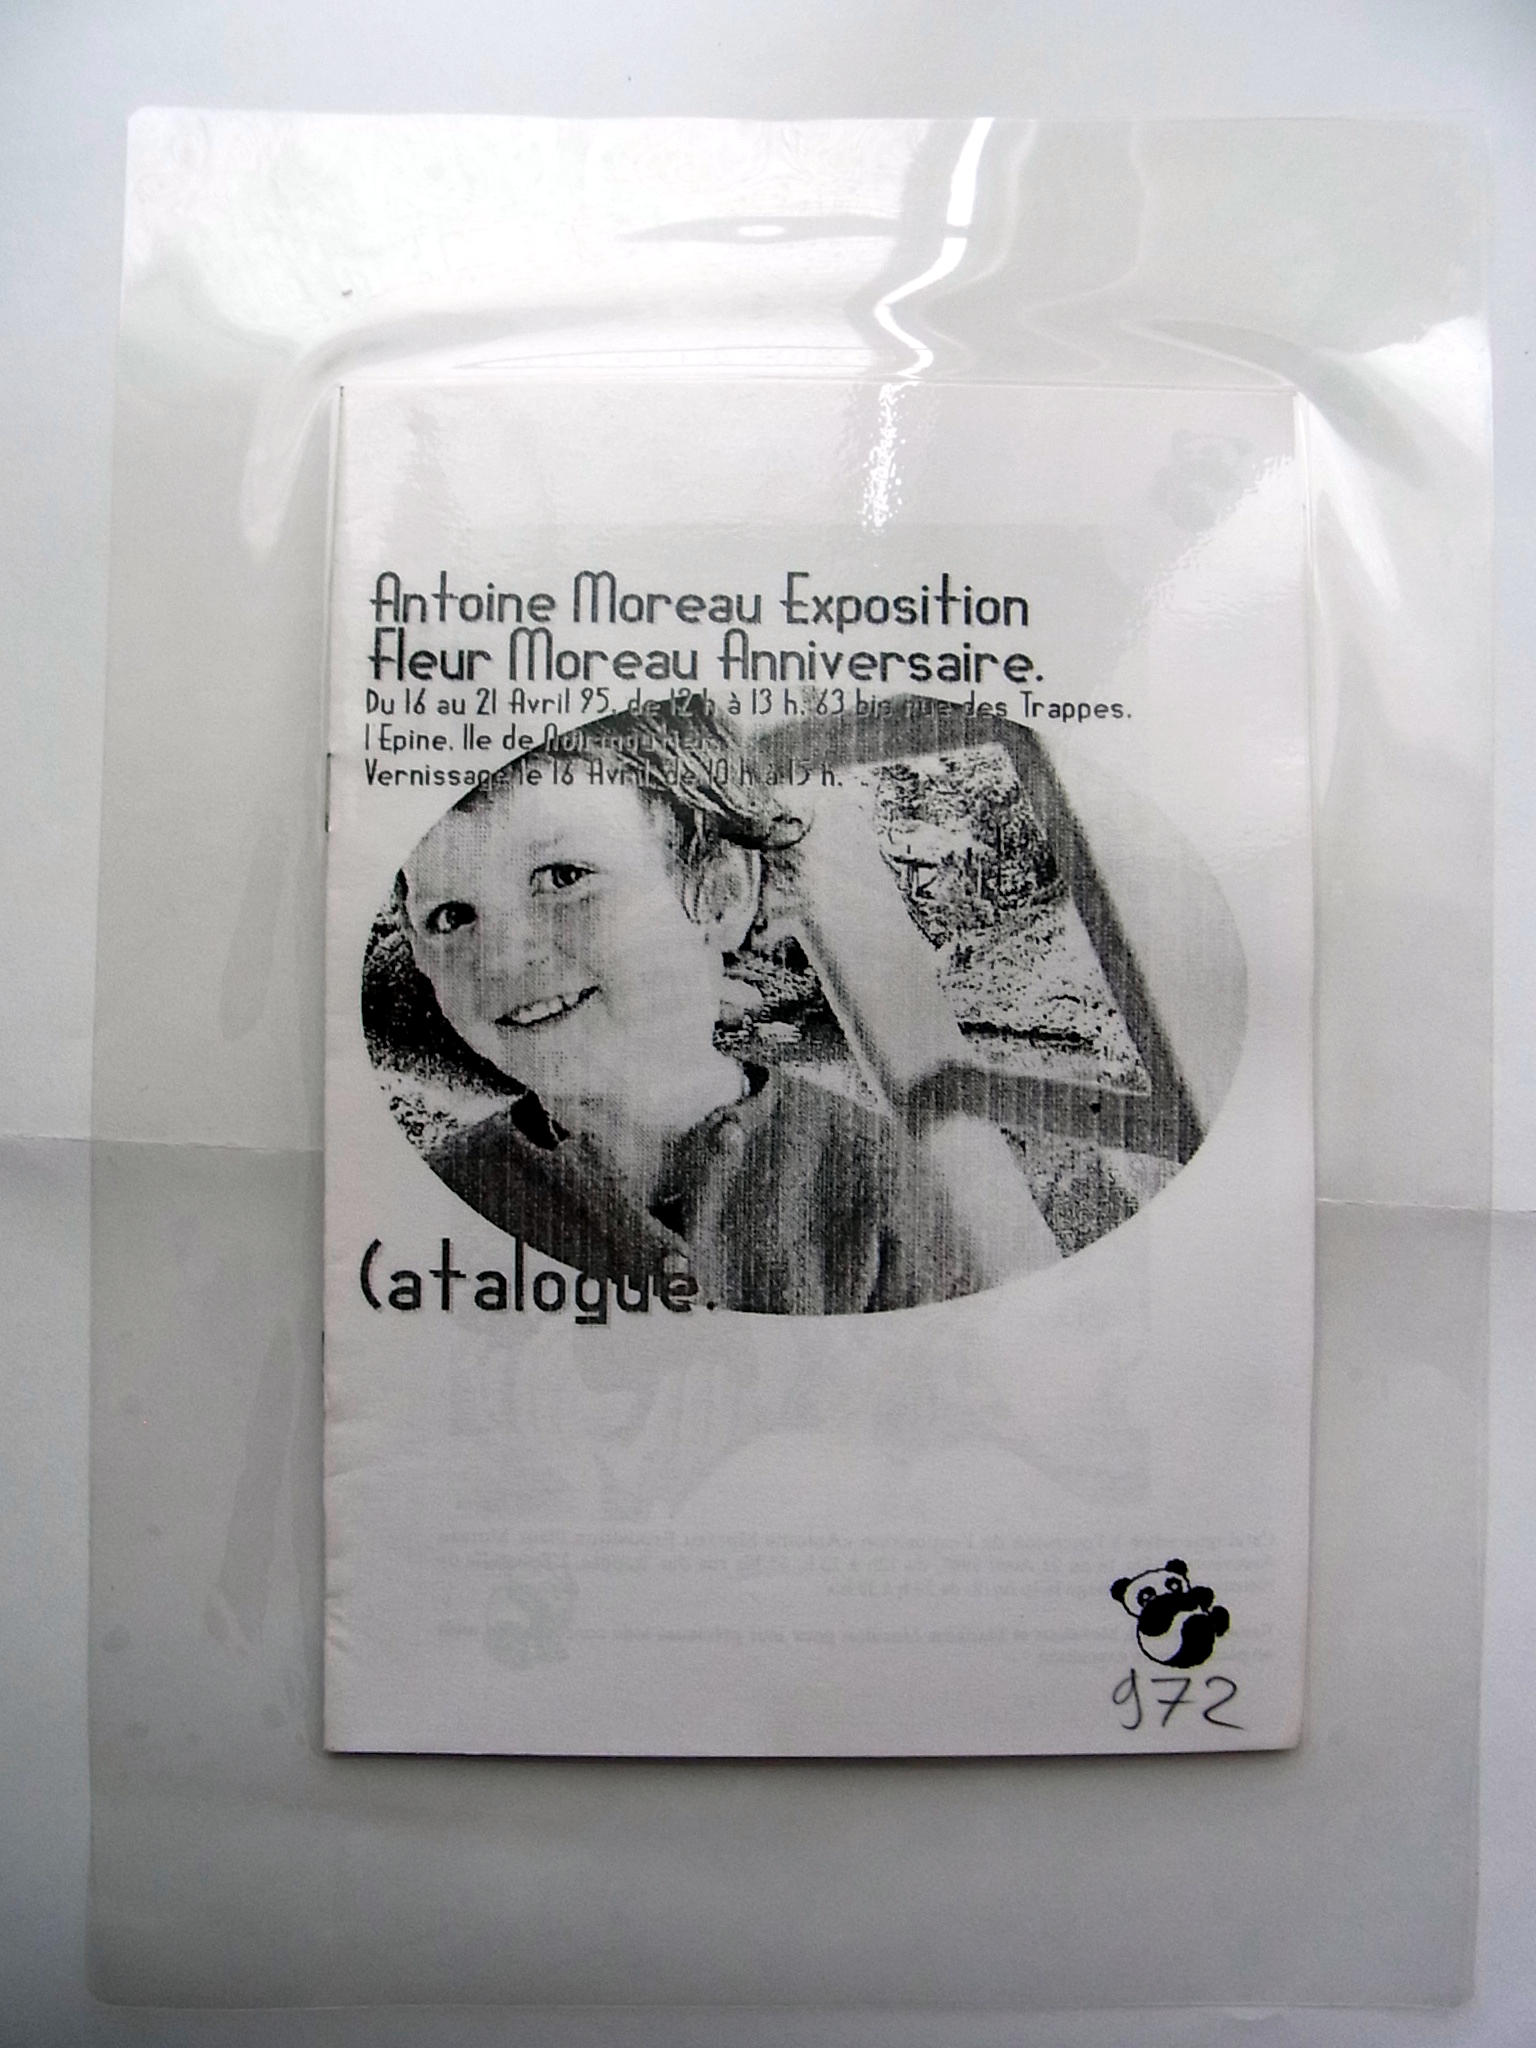 Antoine Moreau Exposition
Fleur Moreau Anniversaire.
Du 16 au 21 Avril 95. de 12 h à 13 h. 63 bis rue des Trappes.
l Epine. Ile de Noirmoutier.
Vernissage le 16 Avril de 10 h à 15 h.
Catalogue.
972